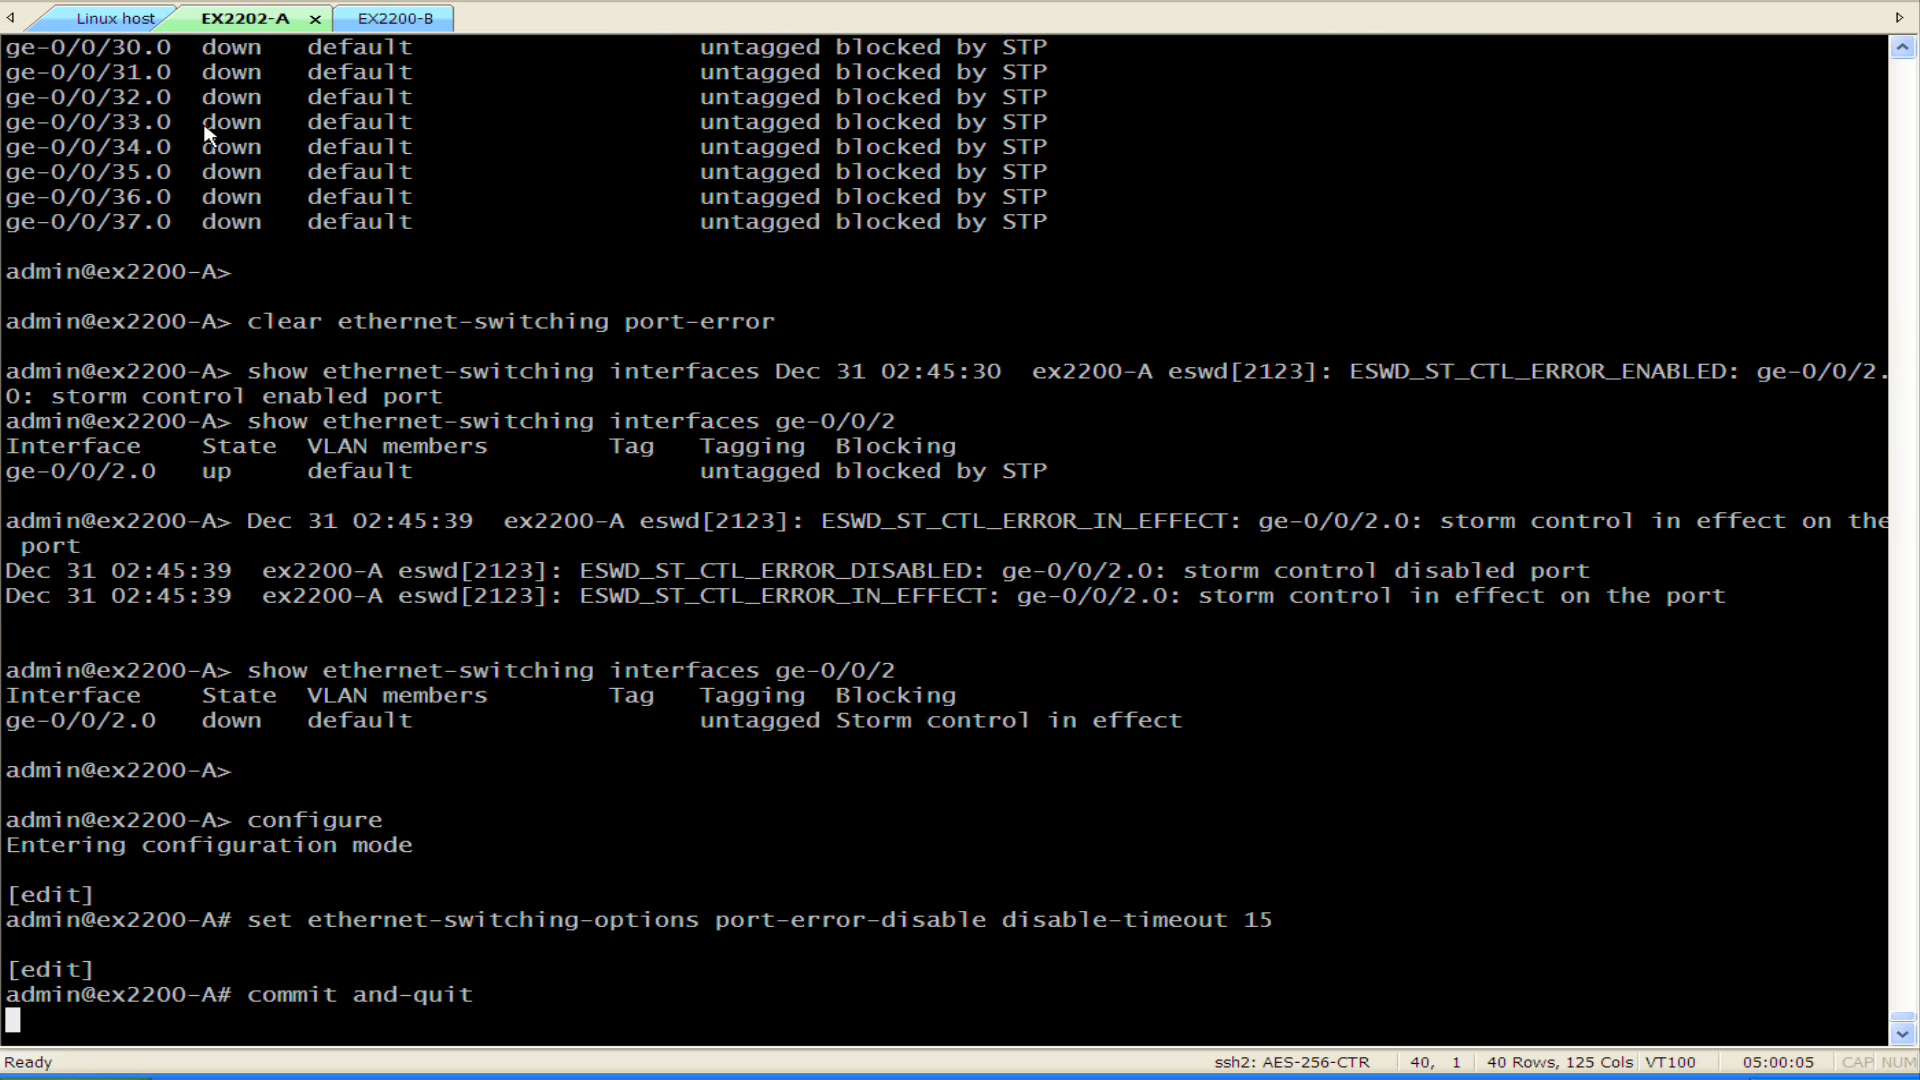 Linux host EX2202-A x EX2200-B
ge-0/0/30.0 down default untagged blocked by STP
ge-0/0/31.0 down default untagged blocked by STP
ge-0/0/32.0 down default untagged blocked by STP
ge-0/0/33.0 down default untagged blocked by STP
ge-0/0/34.0 down default untagged blocked by STP
ge-0/0/35.0 down default untagged blocked by STP
ge-0/0/36.0 down default untagged blocked by STP
ge-0/0/37.0 down default untagged blocked by STP
admin@ex2200-A>
admin@ex2200-A> clear ethernet-switching port-error
admin@ex2200-A> show ethernet-switching interfaces Dec 31 02:45:30 ex2200-A eswd[2123]: ESWD_ST_CTL_ERROR_ENABLED: ge-0/0/2.
0: storm control enabled port
admin@ex2200-A> show ethernet-switching interfaces ge-0/0/2
Interface State VLAN members Tag Tagging Blocking
ge-0/0/2.0 up default untagged blocked by STP
admin@ex2200-A> Dec 31 02:45:39 ex2200-A eswd[2123]: ESWD_ST_CTL_ERROR_IN_EFFECT: ge-0/0/2.0: storm control in effect on the
port
Dec 31 02:45:39 ex2200-A eswd[2123]: ESWD_ST_CTL_ERROR_DISABLED: ge-0/0/2.0: storm control disabled port
Dec 31 02:45:39 ex2200-A eswd[2123]: ESWD_ST_CTL_ERROR_IN_EFFECT: ge-0/0/2.0: storm control in effect on the port
admin@ex2200-A> show ethernet-switching interfaces ge-0/0/2
Interface State VLAN members Tag Tagging Blocking
ge-0/0/2.0 down default untagged Storm control in effect
admin@ex2200-A>
admin@ex2200-A> configure
Entering configuration mode
[edit]
admin@ex2200-A# set ethernet-switching-options port-error-disable disable-timeout 15
[edit]
admin@ex2200-A# commit and-quit
Ready ssh2: AES-256-CTR 40, 1 40 Rows, 125 Cols VT100 05:00:05 CAP NUM